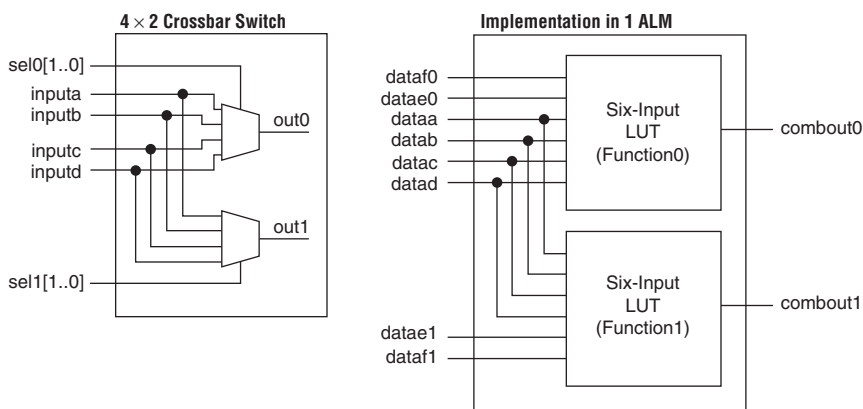 4 × 2 Crossbar Switch
sel0[1..0]
inputa
inputb
inputc
inputd
out0
out1
sel1[1..0]
Implementation in 1 ALM
dataf0
datae0
dataa
datab
datac
datad
Six-Input
LUT
(Function0)
combout0
Six-Input
LUT
(Function1)
combout1
datae1
dataf1